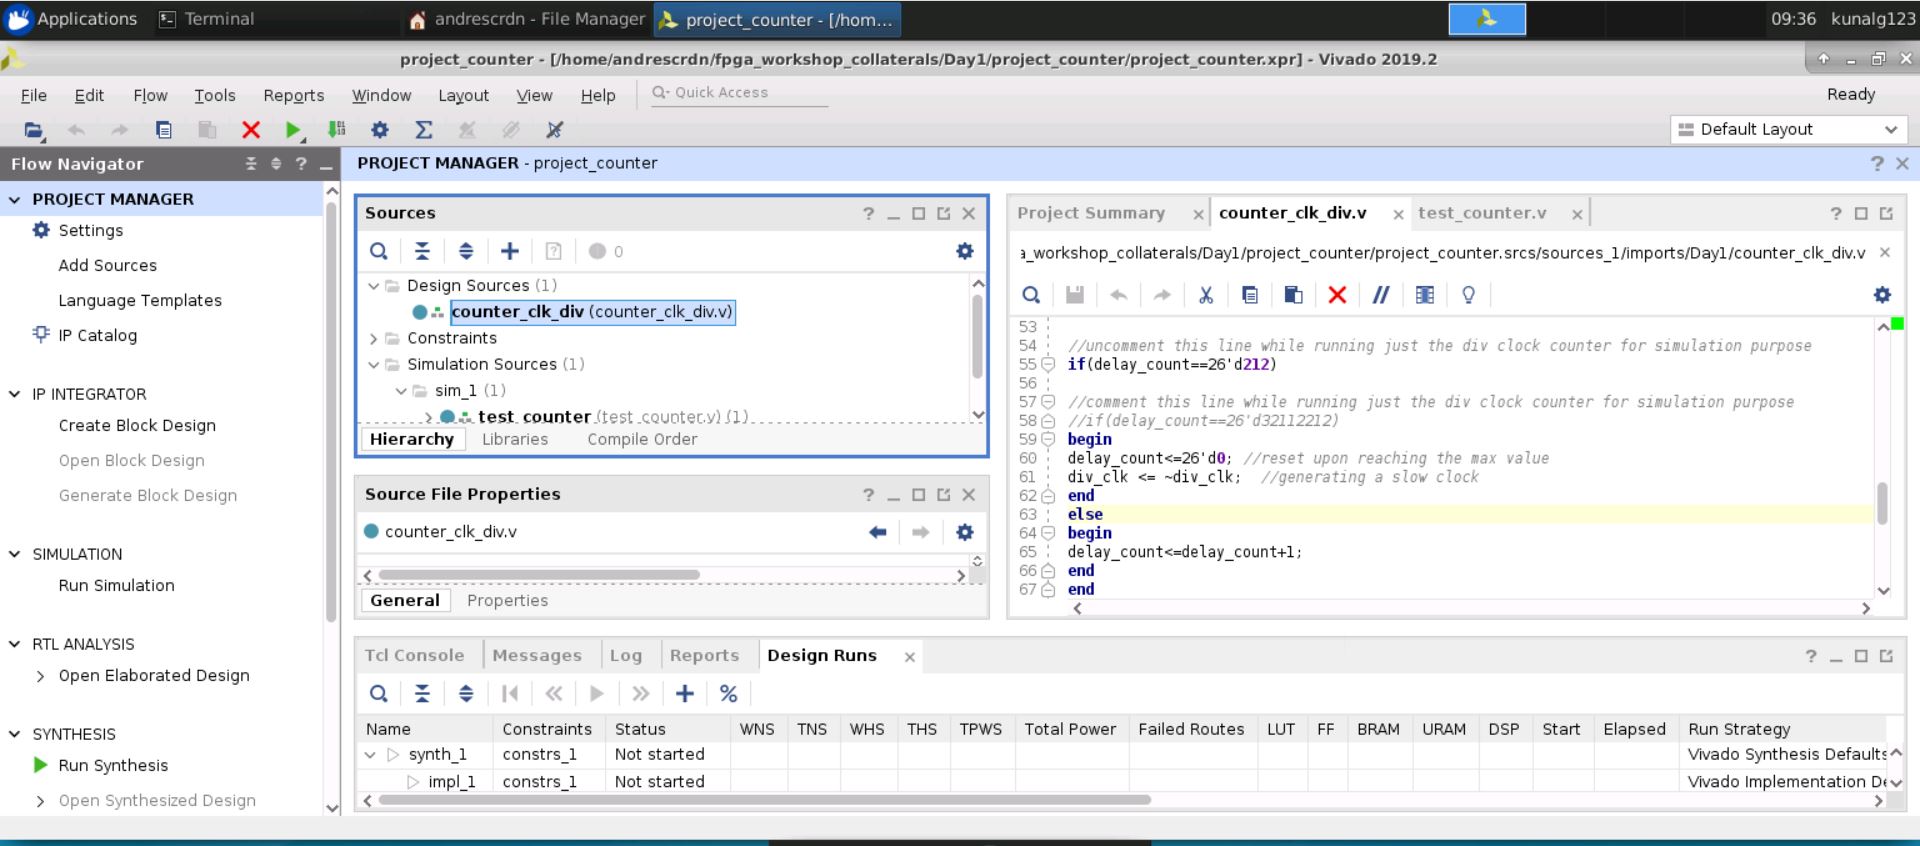 Applications Terminal andrescrdn - File Manager project_counter - [/hom... 09:36 kunalg123
project_counter - [/home/andrescrdn/fpga_workshop_collaterals/Day1/project_counter/project_counter.xpr] - Vivado 2019.2
File Edit Flow Tools Reports Window Layout View Help Quick Access Ready
Default Layout
Flow Navigator
PROJECT MANAGER
Settings
Add Sources
Language Templates
IP Catalog
IP INTEGRATOR
Create Block Design
Open Block Design
Generate Block Design
SIMULATION
Run Simulation
RTL ANALYSIS
Open Elaborated Design
SYNTHESIS
Run Synthesis
Open Synthesized Design
PROJECT MANAGER - project_counter
Sources
0
Design Sources (1)
counter_clk_div (counter_clk_div.v)
Constraints
Simulation Sources (1)
sim_1 (1)
test_counter (test_counter.v) (1)
Hierarchy Libraries Compile Order
Source File Properties
counter_clk_div.v
General Properties
Project Summary counter_clk_div.v test_counter.v
a_workshop_collaterals/Day1/project_counter/project_counter.srcs/sources_1/imports/Day1/counter_clk_div.v
53
54 //uncomment this line while running just the div clock counter for simulation purpose
55 if(delay_count==26'd212)
56
57 //comment this line while running just the div clock counter for simulation purpose
58 //if(delay_count==26'd32112212)
59 begin
60 delay_count<=26'd0; //reset upon reaching the max value
61 div_clk <= ~div_clk; //generating a slow clock
62 end
63 else
64 begin
65 delay_count<=delay_count+1;
66 end
67 end
Tcl Console Messages Log Reports Design Runs
Name Constraints Status WNS TNS WHS THS TPWS Total Power Failed Routes LUT FF BRAM URAM DSP Start Elapsed Run Strategy
synth_1 constrs_1 Not started Vivado Synthesis Defaults
impl_1 constrs_1 Not started Vivado Implementation De